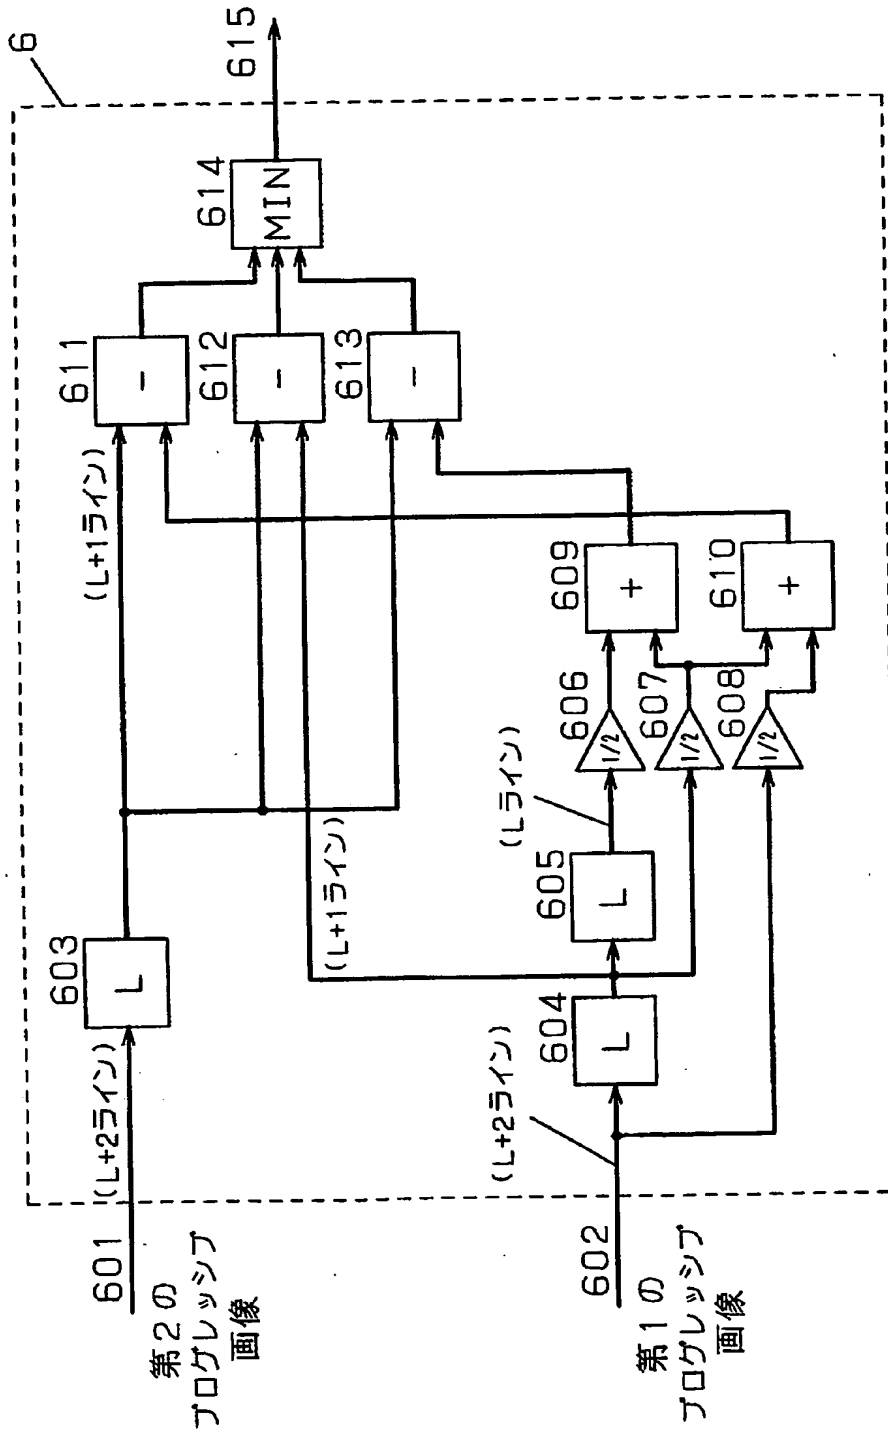 6
601
第2の
プログレッシブ
画像
(L+2ライン)
603
L
(L+1ライン)
611
-
612
-
613
-
614
MIN
615
(L+1ライン)
602
第1の
プログレッシブ
画像
(L+2ライン)
604
L
605
L
(Lライン)
606
1/2
607
1/2
608
1/2
609
+
610
+